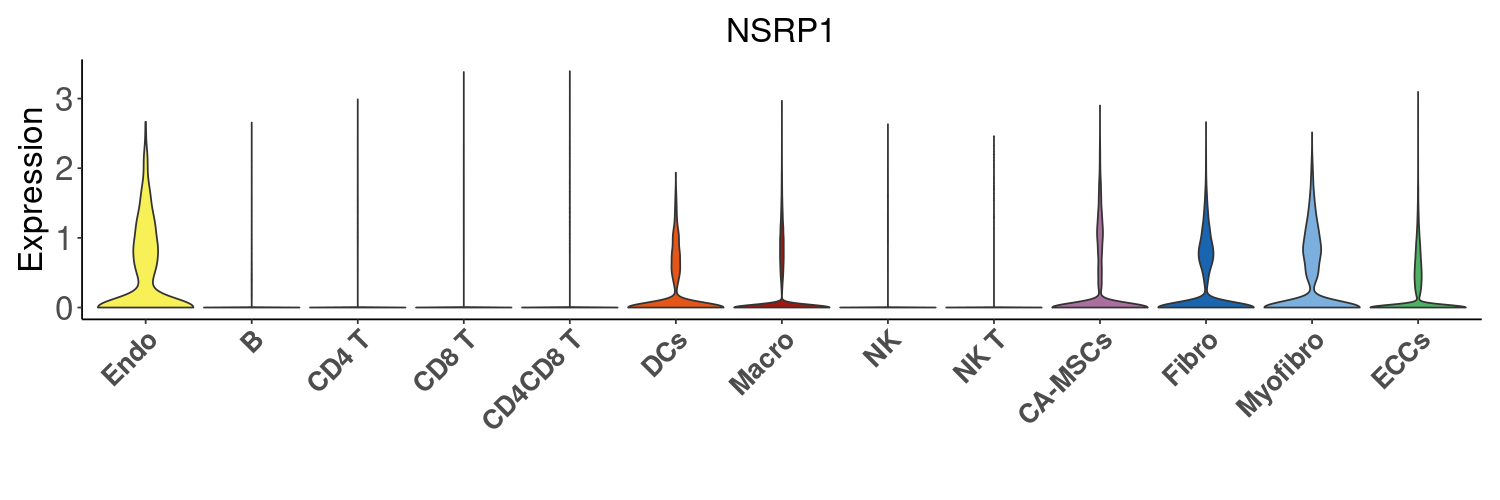 NSRP1
Expression
3
2
1
0
Endo
B
CD4 T
CD8 T
CD4CD8 T
DCs
Macro
NK
NK T
CA-MSCs
Fibro
Myofibro
ECCs